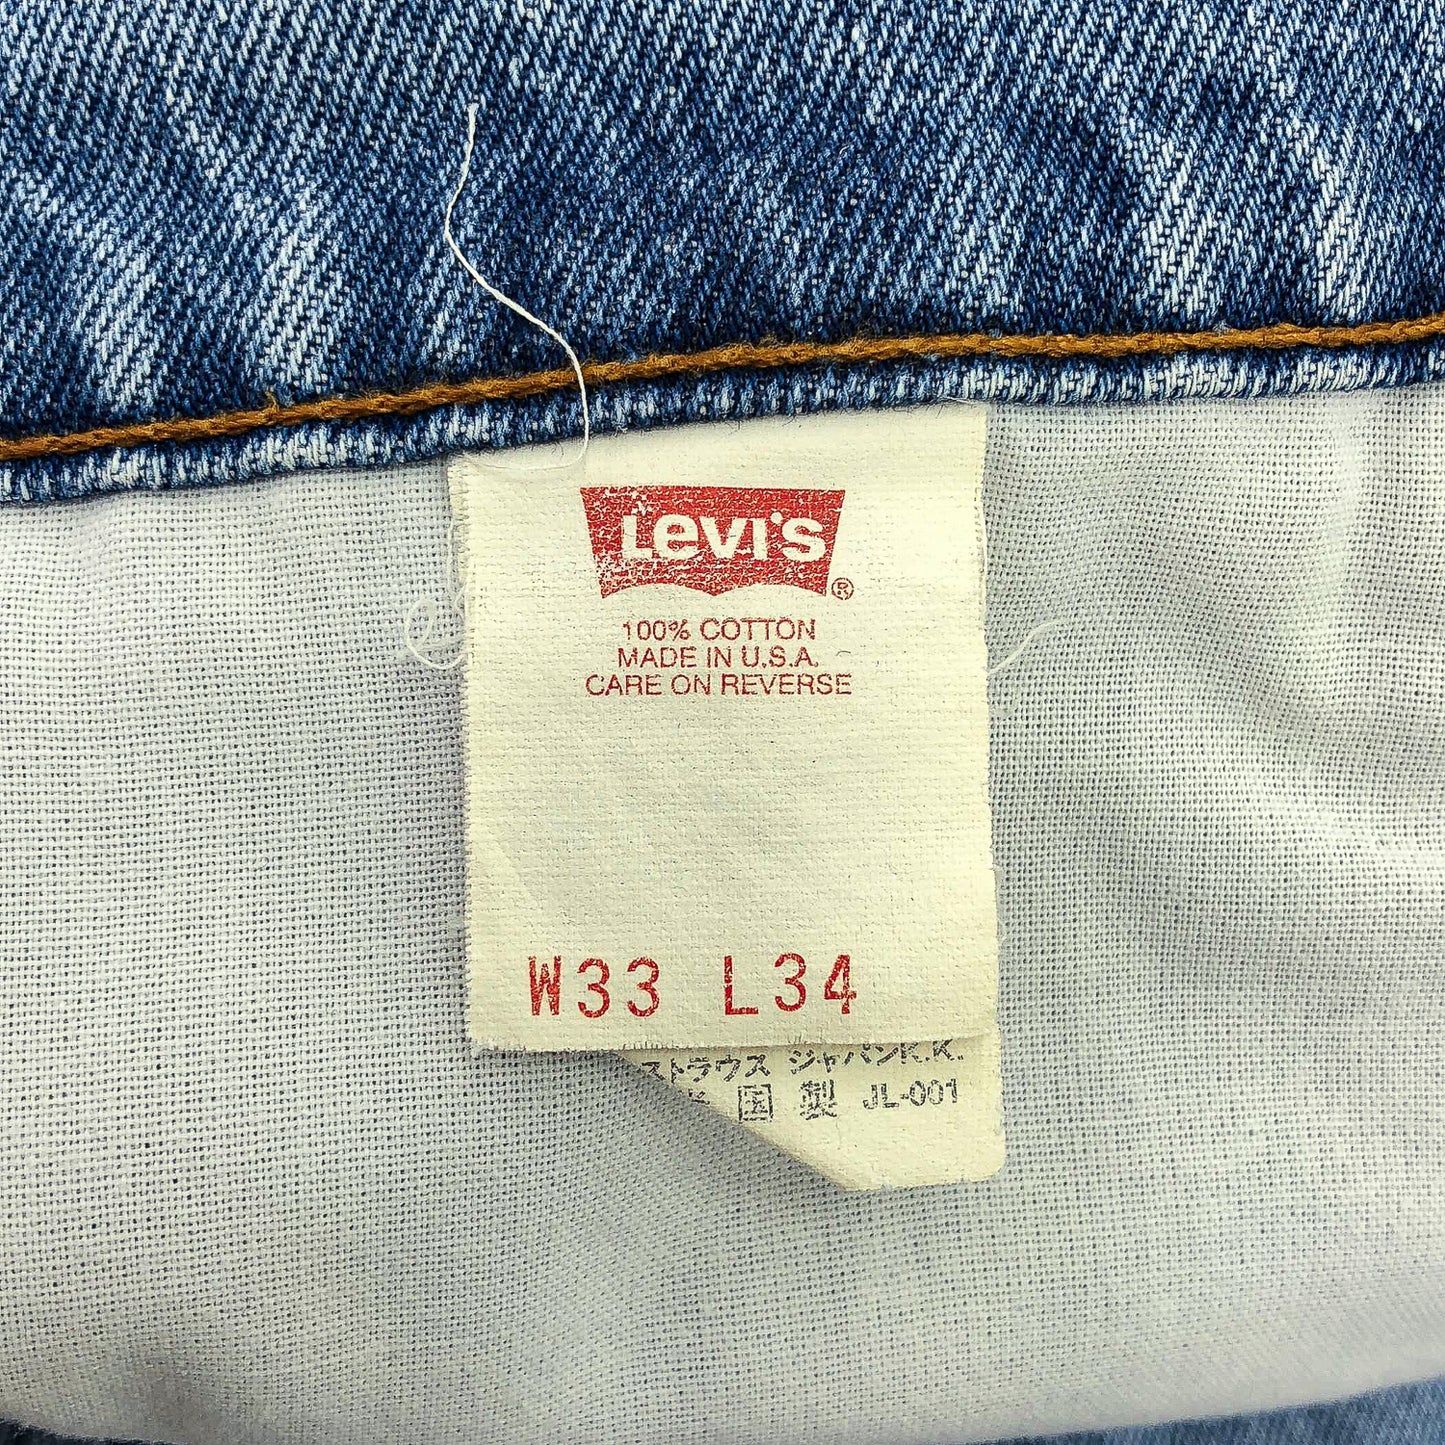 Levi's ®
100% COTTON
MADE IN U.S.A.
CARE ON REVERSE
W33 L34
ストラウス ジャパンK.K.
国 製 JL-001